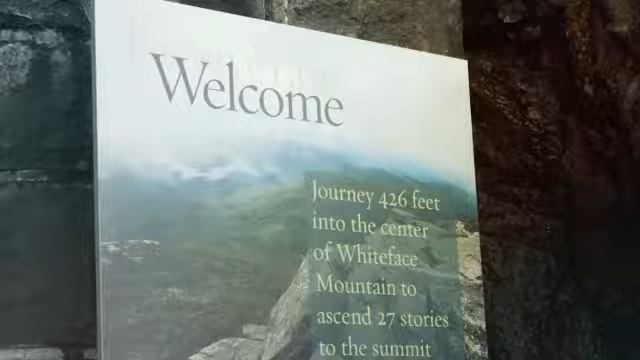 Welcome
Journey 426 feet
into the center
of Whiteface
Mountain to
ascend 27 stories
to the summit